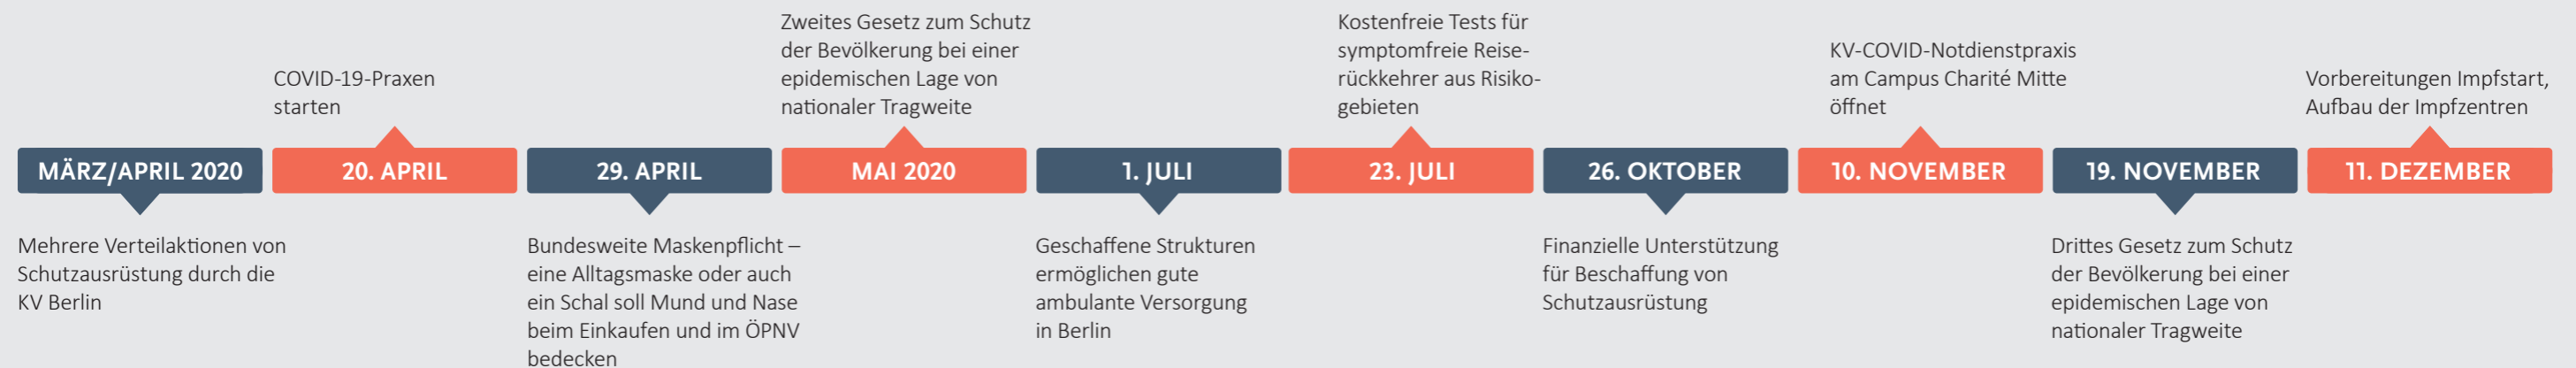 MÄRZ/APRIL 2020
Mehrere Verteilaktionen von
Schutzausrüstung durch die
KV Berlin
COVID-19-Praxen
starten
20. APRIL
29. APRIL
Bundesweite Maskenpflicht –
eine Alltagsmaske oder auch
ein Schal soll Mund und Nase
beim Einkaufen und im ÖPNV
bedecken
Zweites Gesetz zum Schutz
der Bevölkerung bei einer
epidemischen Lage von
nationaler Tragweite
MAI 2020
1. JULI
Geschaffene Strukturen
ermöglichen gute
ambulante Versorgung
in Berlin
Kostenfreie Tests für
symptomfreie Reise-
rückkehrer aus Risiko-
gebieten
23. JULI
26. OKTOBER
Finanzielle Unterstützung
für Beschaffung von
Schutzausrüstung
KV-COVID-Notdienstpraxis
am Campus Charité Mitte
öffnet
10. NOVEMBER
19. NOVEMBER
Drittes Gesetz zum Schutz
der Bevölkerung bei einer
epidemischen Lage von
nationaler Tragweite
Vorbereitungen Impfstart,
Aufbau der Impfzentren
11. DEZEMBER